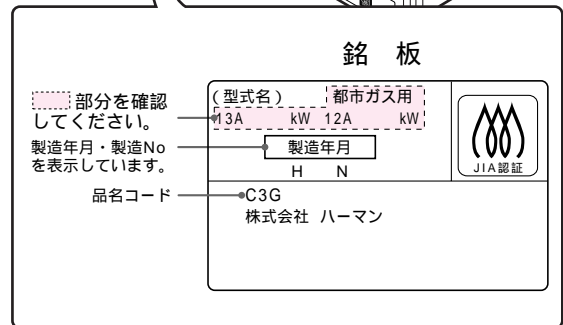 銘 板
部分を確認
してください。
製造年月・製造No
を表示しています。
品名コード
(型式名) 都市ガス用
13A kW 12A kW
製造年月
H N
C3G
株式会社 ハーマン
JIA認証